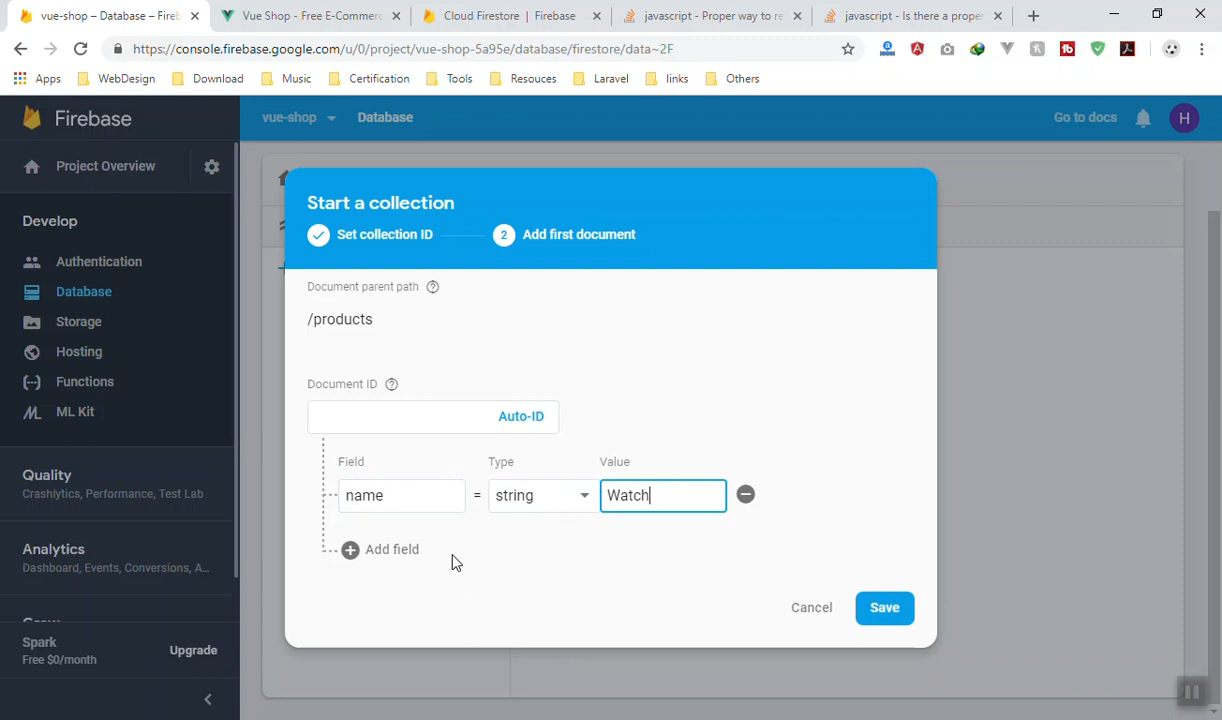 vue-shop – Database – Fireb
Vue Shop - Free E-Commerc
Cloud Firestore | Firebase
javascript - Proper way to re
javascript - Is there a proper
https://console.firebase.google.com/u/0/project/vue-shop-5a95e/database/firestore/data~2F
Apps
WebDesign
Download
Music
Certification
Tools
Resouces
Laravel
links
Others
Firebase
vue-shop
Database
Go to docs
H
Project Overview
Develop
Authentication
Database
Storage
Hosting
Functions
ML Kit
Quality
Crashlytics, Performance, Test Lab
Analytics
Dashboard, Events, Conversions, A...
Spark
Free $0/month
Upgrade
Start a collection
Set collection ID
2 Add first document
Document parent path
/products
Document ID
Auto-ID
Field Type Value
name = string Watch
Add field
Cancel
Save